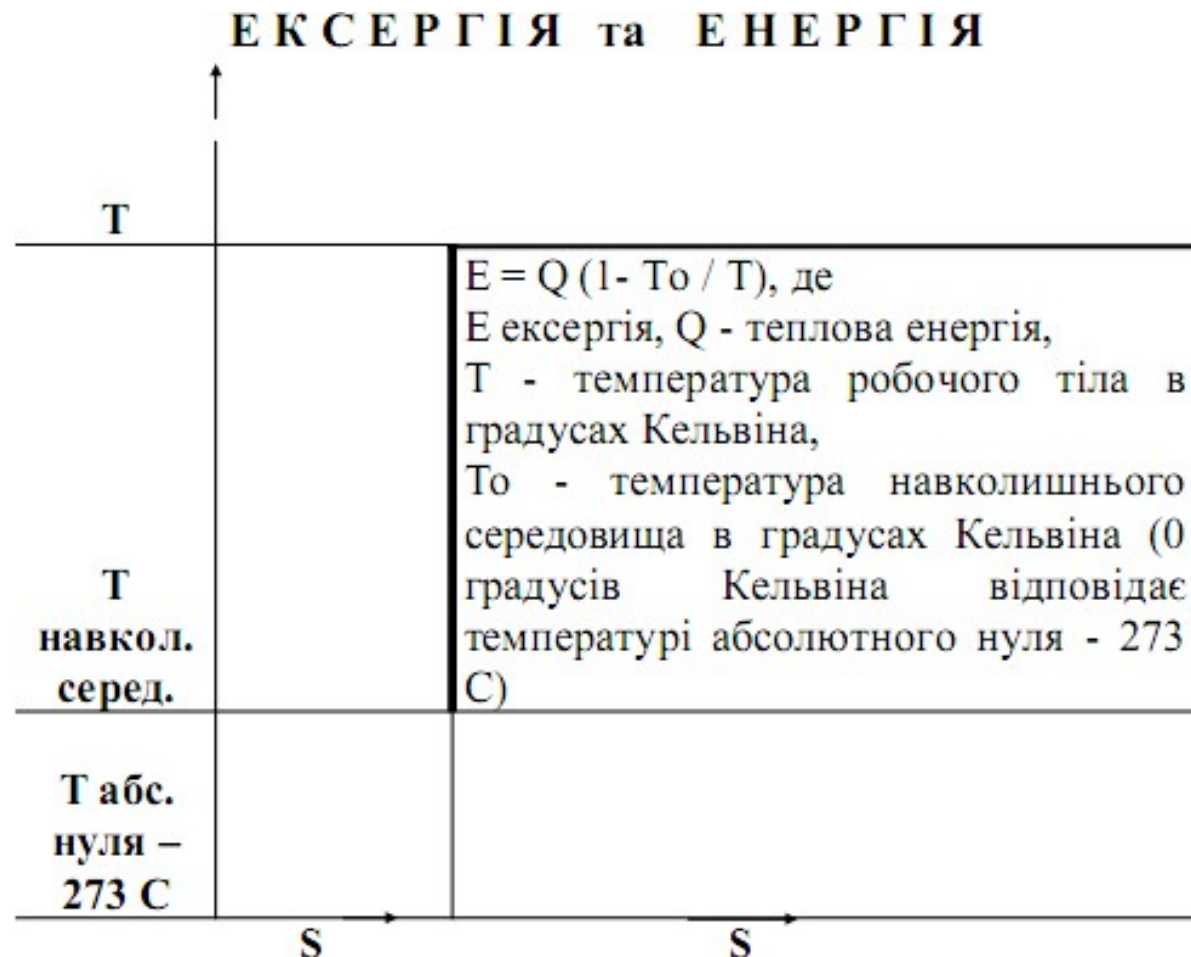 ЕКСЕРГІЯ та ЕНЕРГІЯ
Т
E = Q (1- To / T), де
E ексергія, Q - теплова енергія,
Т - температура робочого тіла в
градусах Кельвіна,
То - температура навколишнього
середовища в градусах Кельвіна (0
градусів Кельвіна відповідає
температурі абсолютного нуля - 273
С)
Т
навкол.
серед.
Т абс.
нуля –
273 С
S S